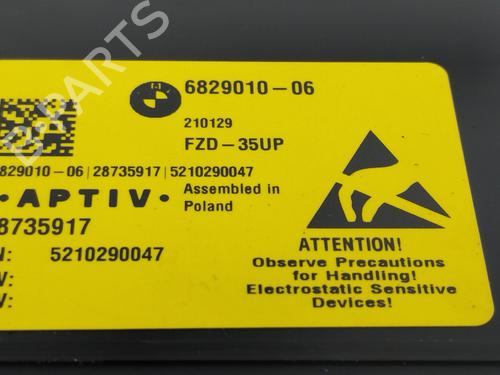 6829010-06
210129
FZD-35UP
829010-06|28735917|5210290047
• APTIV •
Assembled in
Poland
8735917
N: 5210290047
V:
V:
ATTENTION!
Observe Precautions
for Handling!
Electrostatic Sensitive
Devices!
B-PARTS